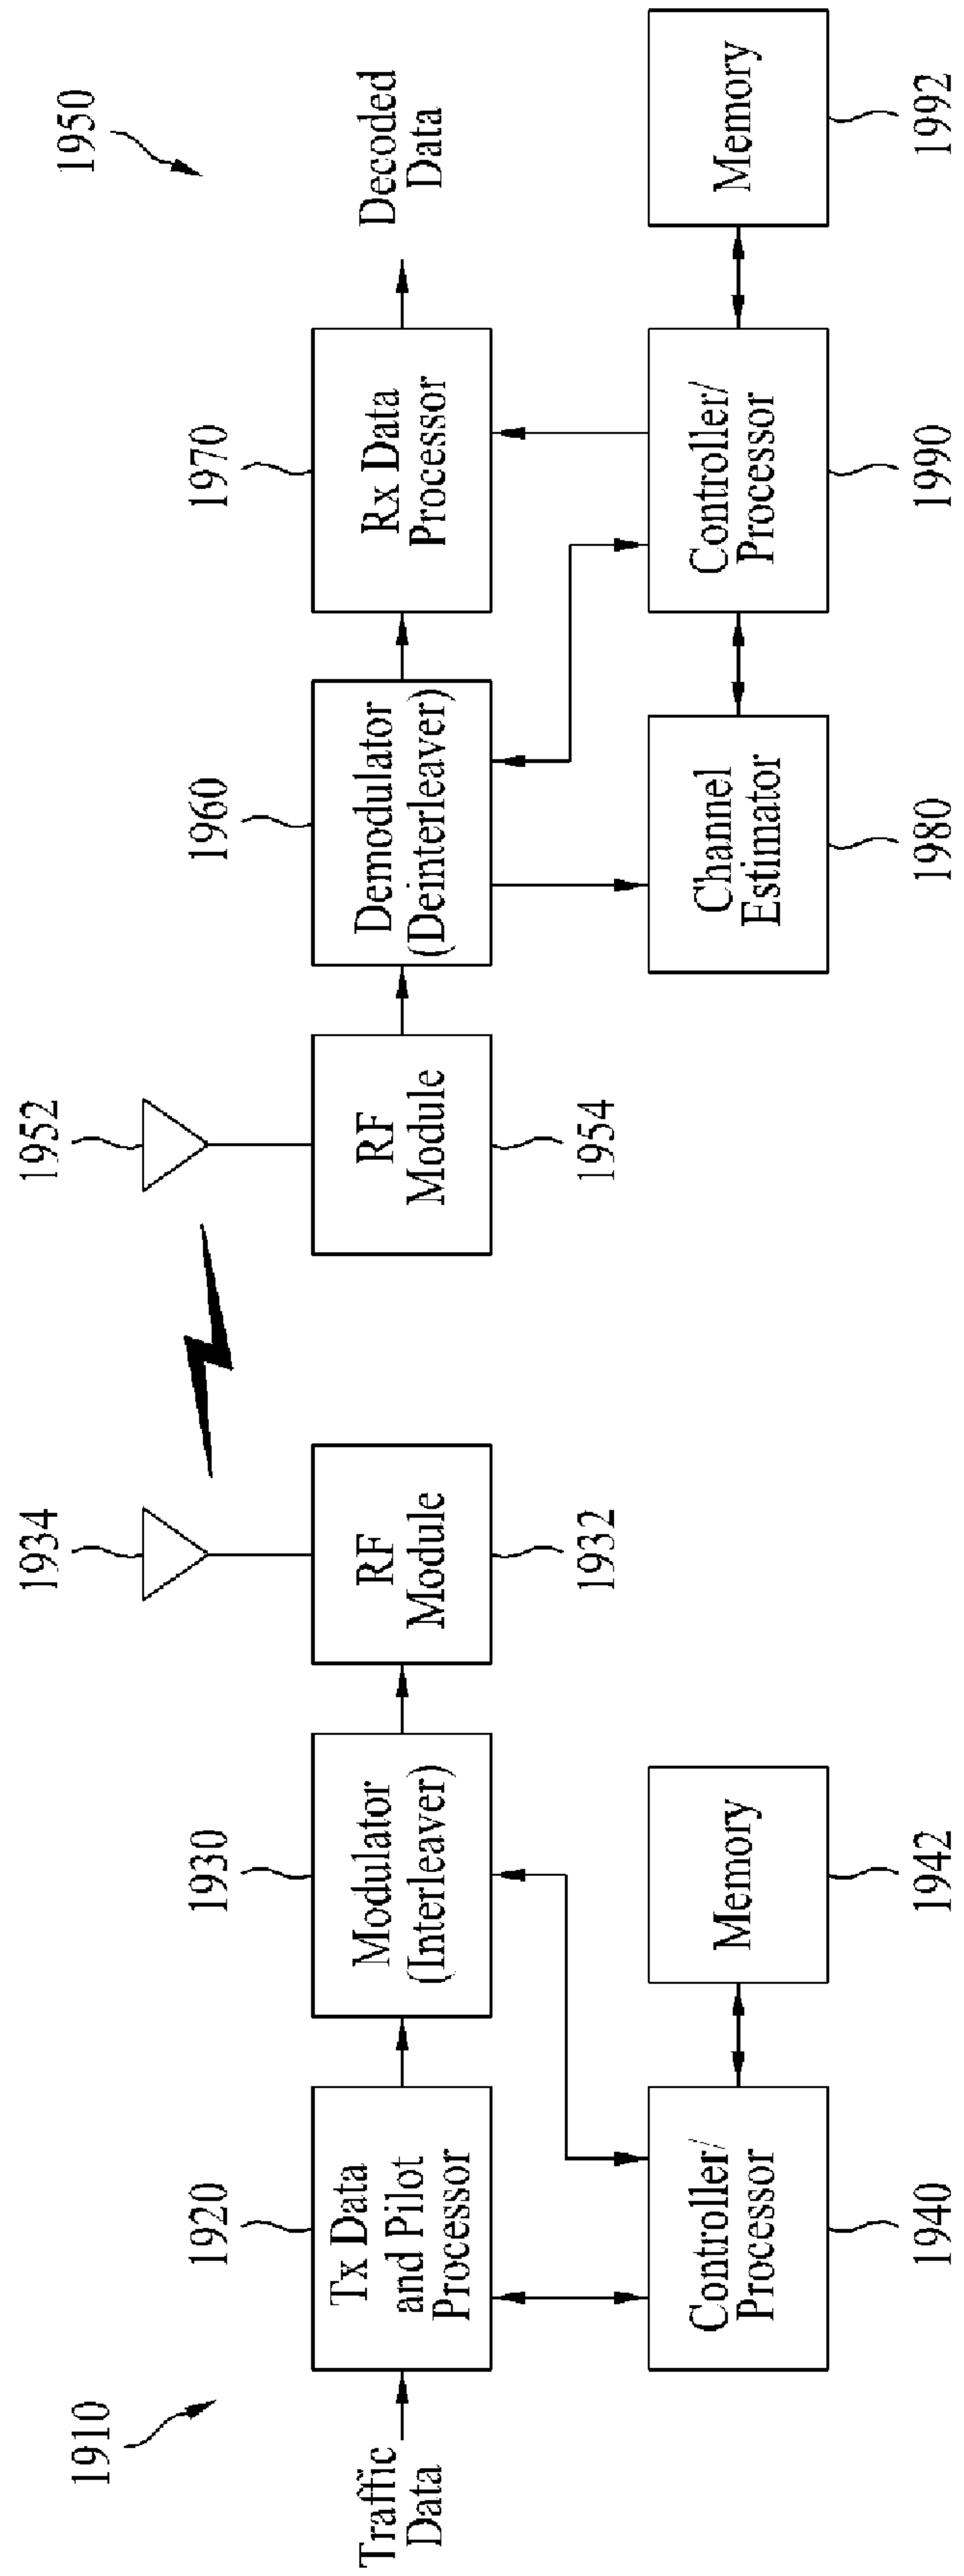 1910
Traffic
Data
1920
Tx Data
and Pilot
Processor
1930
Modulator
(Interleaver)
1934
RF
Module
1932
Controller/
Processor
1940
Memory
1942
1950
1952
RF
Module
1954
1960
Demodulator
(Deinterleaver)
1970
Rx Data
Processor
Decoded
Data
Channel
Estimator
1980
Controller/
Processor
1990
Memory
1992